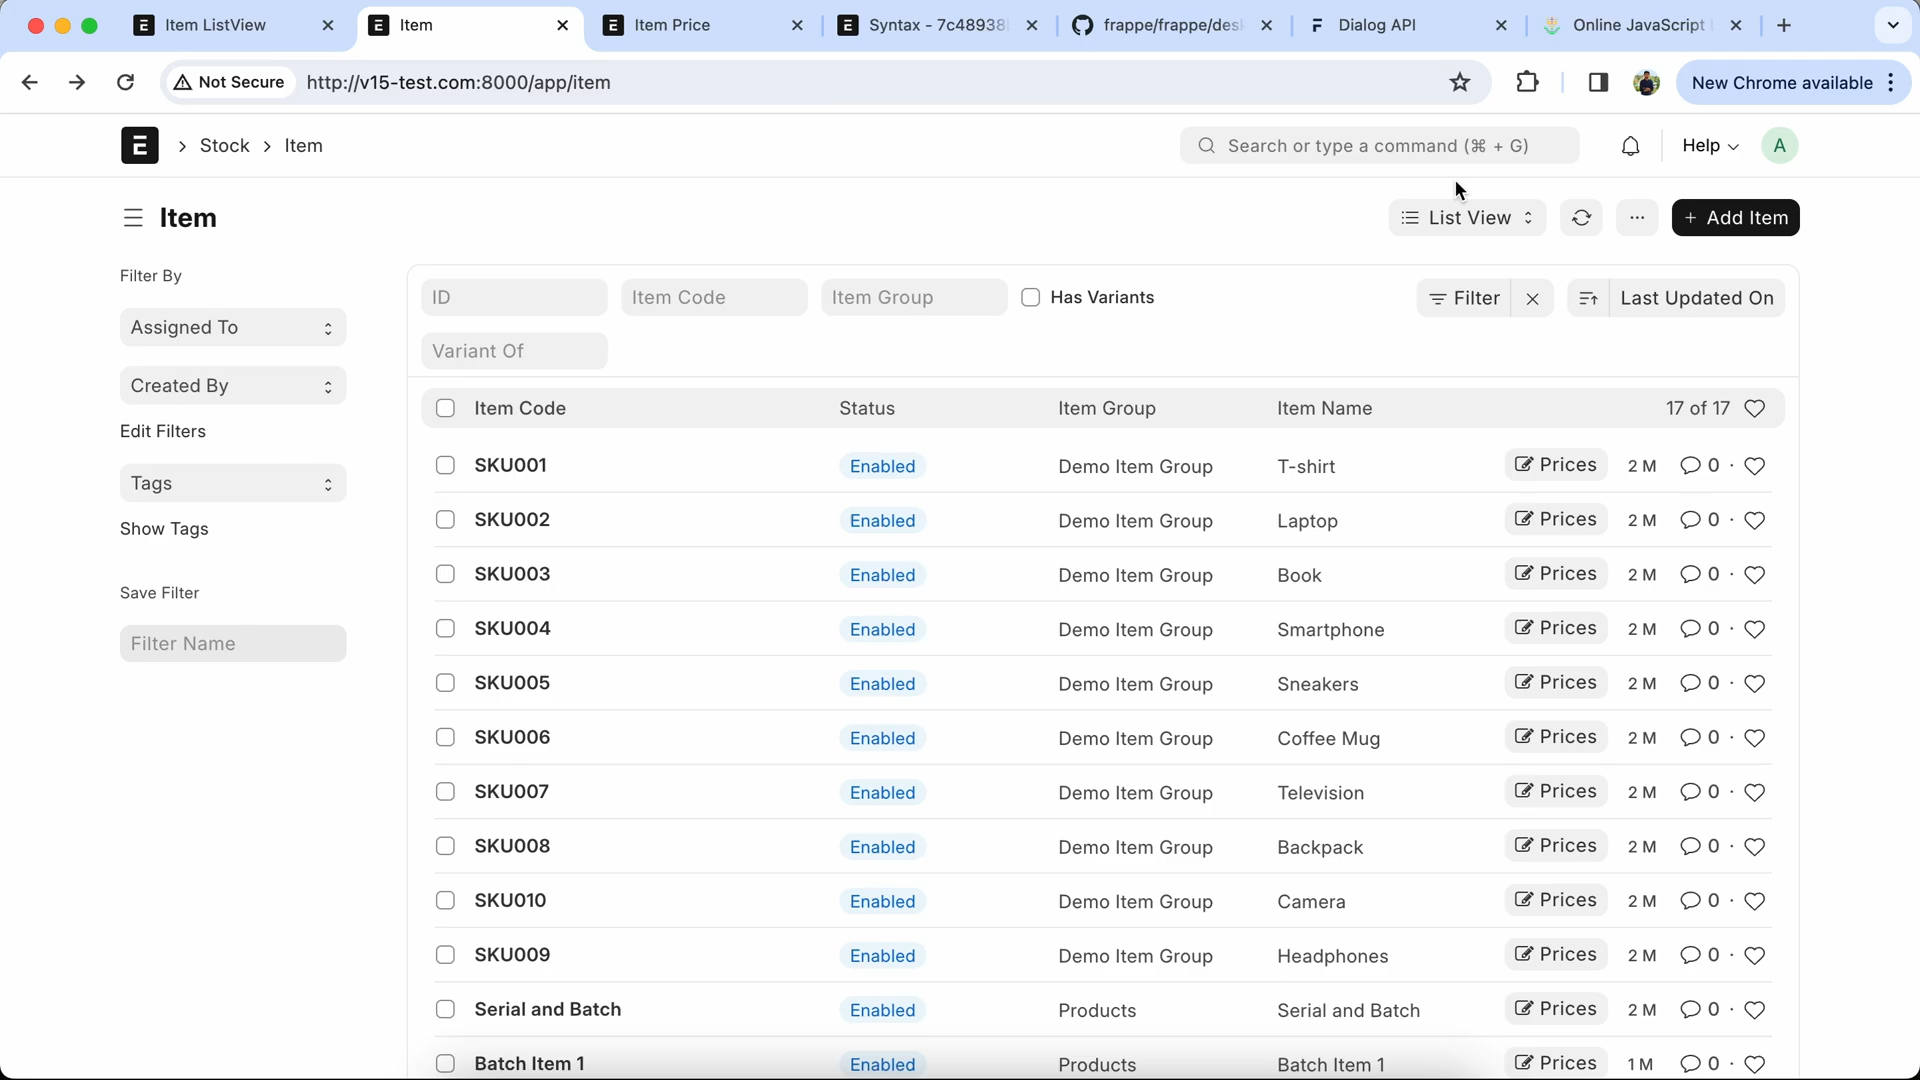 Item ListView
Item
Item Price
Syntax - 7c48938
frappe/frappe/des
Dialog API
Online JavaScript
Not Secure
http://v15-test.com:8000/app/item
New Chrome available
E
Stock
Item
Search or type a command (⌘ + G)
Help
A
Item
List View
+ Add Item
Filter By
Assigned To
Created By
Edit Filters
Tags
Show Tags
Save Filter
Filter Name
ID
Item Code
Item Group
Has Variants
Filter
Last Updated On
Variant Of
Item Code Status Item Group Item Name 17 of 17
SKU001 Enabled Demo Item Group T-shirt Prices 2 M 0 ·
SKU002 Enabled Demo Item Group Laptop Prices 2 M 0 ·
SKU003 Enabled Demo Item Group Book Prices 2 M 0 ·
SKU004 Enabled Demo Item Group Smartphone Prices 2 M 0 ·
SKU005 Enabled Demo Item Group Sneakers Prices 2 M 0 ·
SKU006 Enabled Demo Item Group Coffee Mug Prices 2 M 0 ·
SKU007 Enabled Demo Item Group Television Prices 2 M 0 ·
SKU008 Enabled Demo Item Group Backpack Prices 2 M 0 ·
SKU010 Enabled Demo Item Group Camera Prices 2 M 0 ·
SKU009 Enabled Demo Item Group Headphones Prices 2 M 0 ·
Serial and Batch Enabled Products Serial and Batch Prices 2 M 0 ·
Batch Item 1 Enabled Products Batch Item 1 Prices 1 M 0 ·